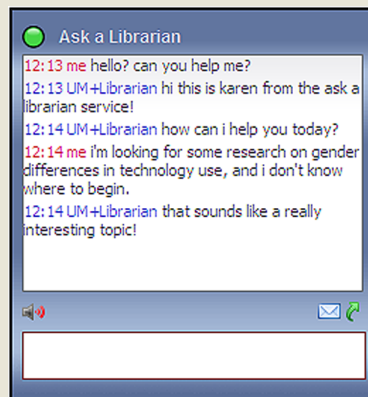 Ask a Librarian
12:13 me hello? can you help me?
12:13 UM+Librarian hi this is karen from the ask a
librarian service!
12:14 UM+Librarian how can i help you today?
12:14 me i'm looking for some research on gender
differences in technology use, and i don't know
where to begin.
12:14 UM+Librarian that sounds like a really
interesting topic!